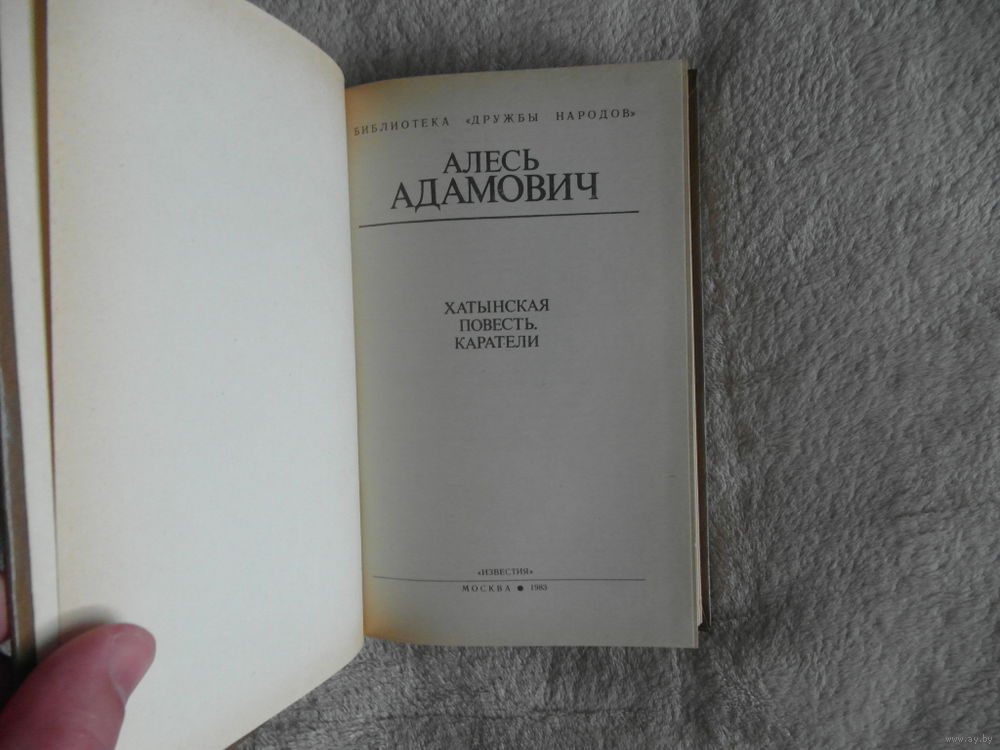 БИБЛИОТЕКА «ДРУЖБЫ НАРОДОВ»
АЛЕСЬ
АДАМОВИЧ
ХАТЫНСКАЯ
ПОВЕСТЬ.
КАРАТЕЛИ
«ИЗВЕСТИЯ»
МОСКВА ● 1983
www.ay.by